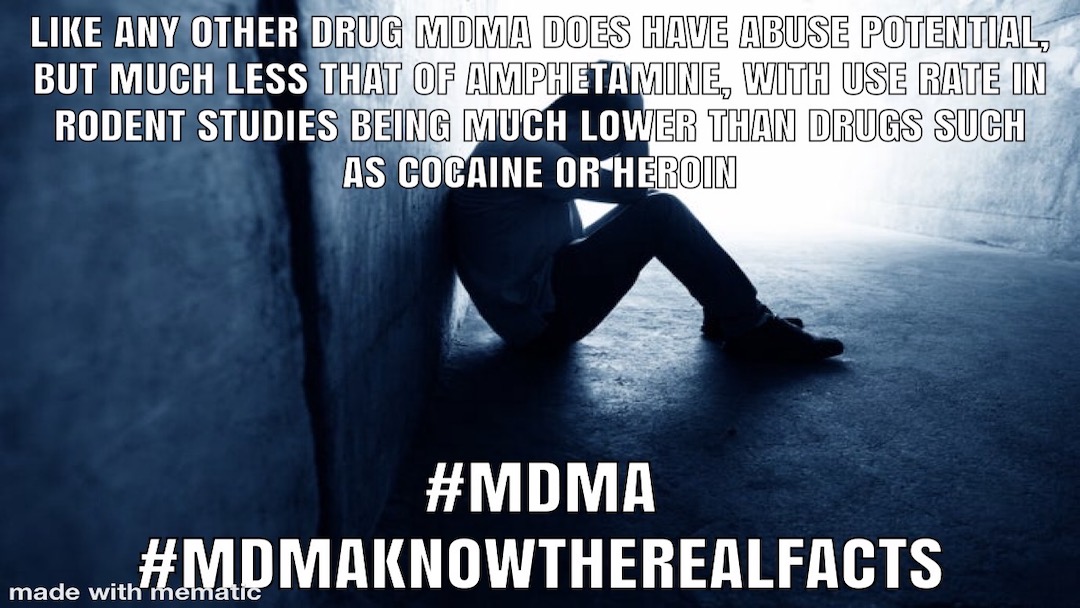 LIKE ANY OTHER DRUG MDMA DOES HAVE ABUSE POTENTIAL,
BUT MUCH LESS THAT OF AMPHETAMINE, WITH USE RATE IN
RODENT STUDIES BEING MUCH LOWER THAN DRUGS SUCH
AS COCAINE OR HEROIN
#MDMA
#MDMAKNOWTHEREALFACTS
made with mematic